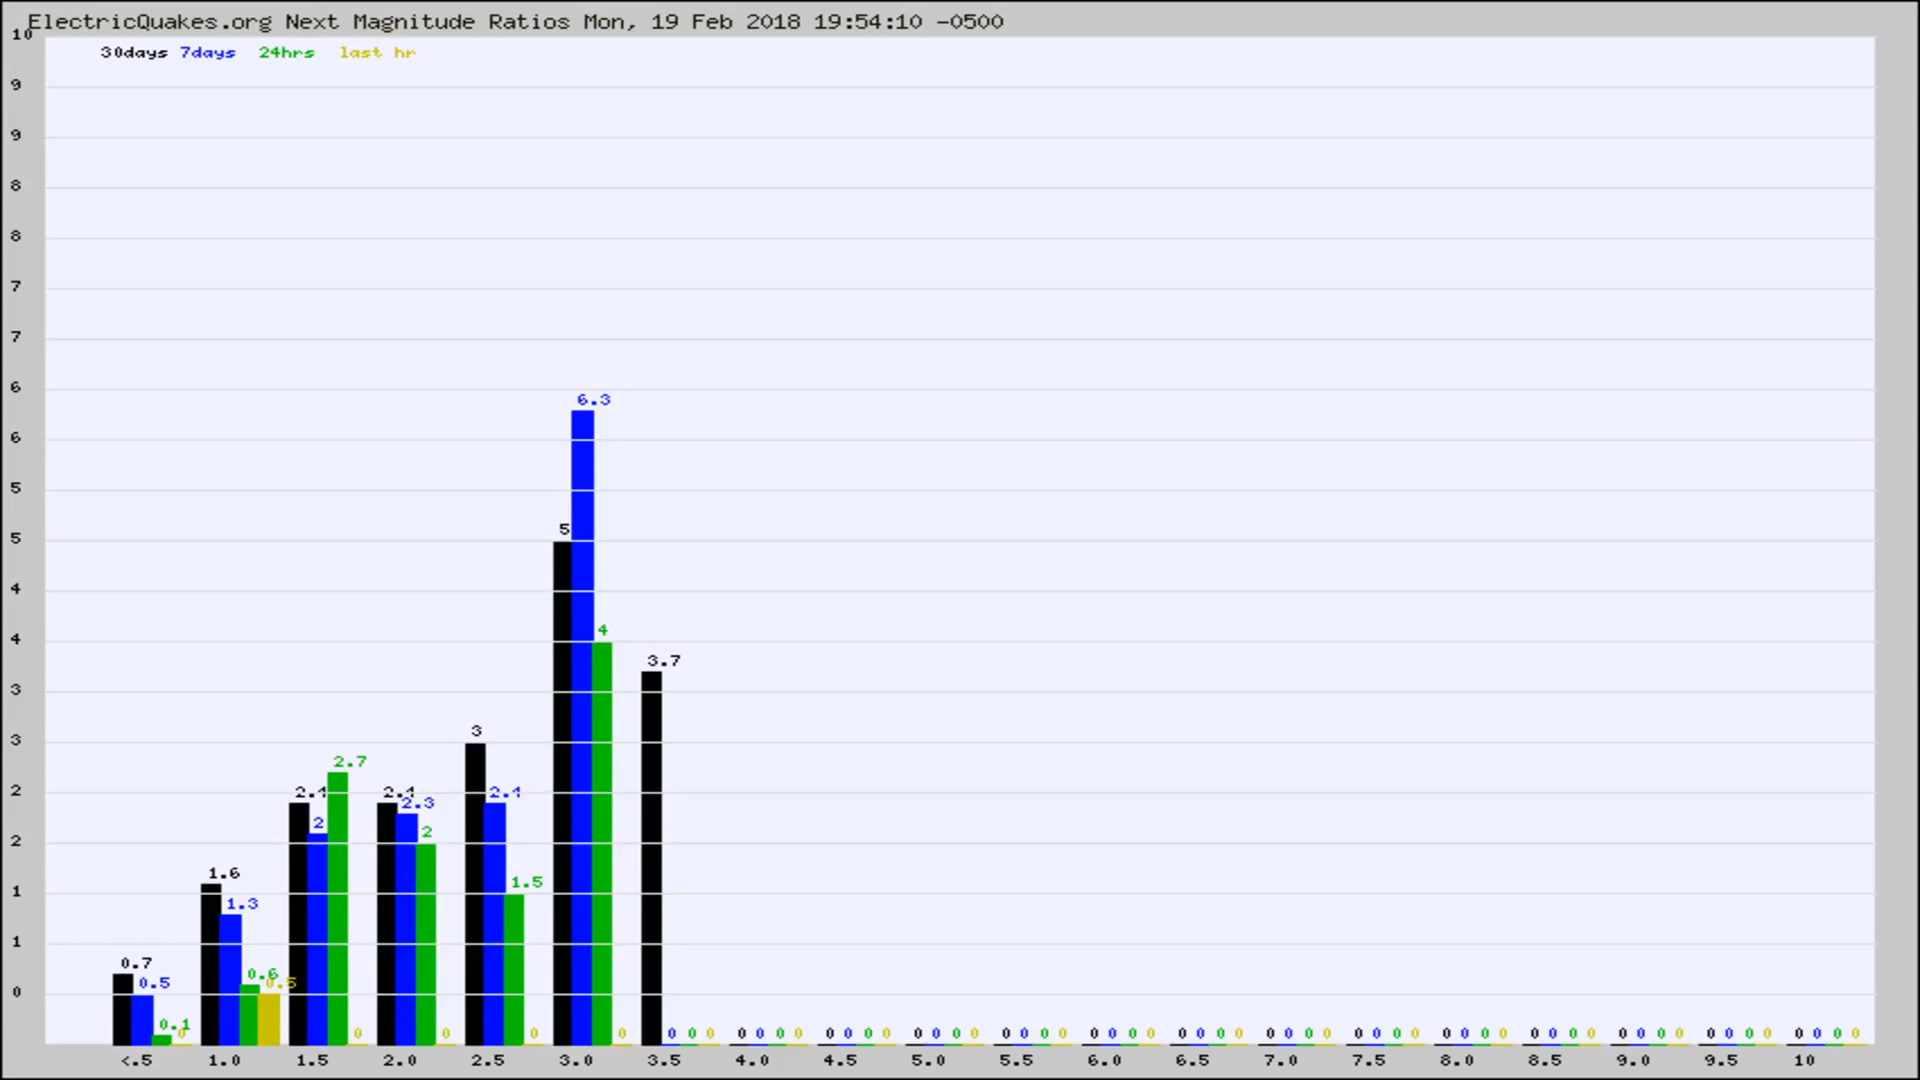 ElectricQuakes.org Next Magnitude Ratios Mon, 19 Feb 2018 19:54:10 -0500
10
30days 7days 24hrs last hr
9
9
8
8
7
7
6
6.3
6
5
5
5
4
4
4
3.7
3
3
3
2.7
2
2.4 2.4 2.3 2.4
2 2
2
1.6
1.5
1
1.3
1
0.7
0.6 0.5
0.5
0
0.1 0
0 0 0 0 0
0 0 0
0 0 0 0
0 0 0 0
0 0 0 0
0 0 0 0
0 0 0 0
0 0 0 0
0 0 0 0
0 0 0 0
0 0 0 0
0 0 0 0
0 0 0 0
0 0 0 0
0 0 0 0
<.5 1.0 1.5 2.0 2.5 3.0 3.5 4.0 4.5 5.0 5.5 6.0 6.5 7.0 7.5 8.0 8.5 9.0 9.5 10